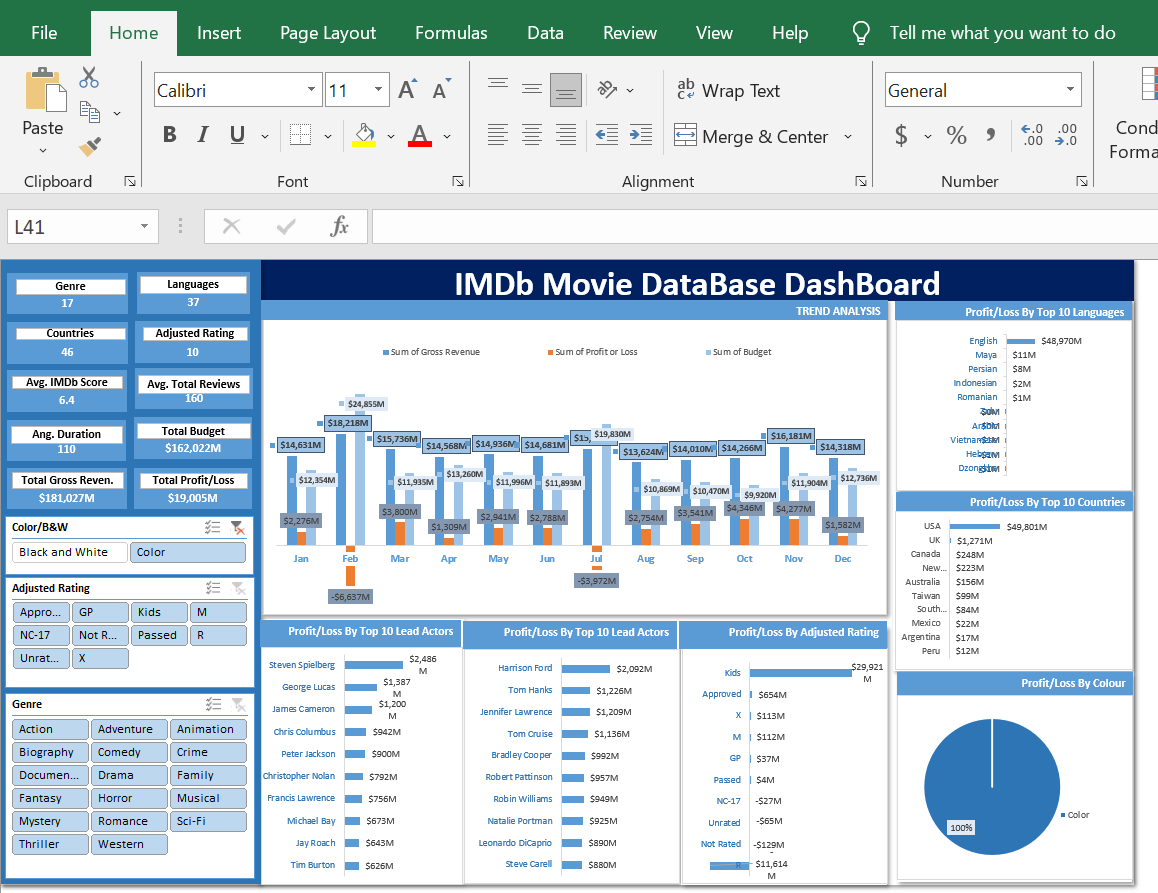 File Home Insert Page Layout Formulas Data Review View Help Tell me what you want to do
Calibri 11 A A ab Wrap Text General
Paste B I U A Merge & Center $ % Cond
Forma
Clipboard Font Alignment Number
L41 fx
IMDb Movie DataBase DashBoard
Genre
17
Languages
37
Countries
46
Adjusted Rating
10
Avg. IMDb Score
6.4
Avg. Total Reviews
160
Ang. Duration
110
Total Budget
$162,022M
Total Gross Reven.
$181,027M
Total Profit/Loss
$19,005M
Color/B&W
Black and White Color
Adjusted Rating
Appro... GP Kids M
NC-17 Not R... Passed R
Unrat... X
Genre
Action Adventure Animation
Biography Comedy Crime
Documen... Drama Family
Fantasy Horror Musical
Mystery Romance Sci-Fi
Thriller Western
TREND ANALYSIS
Sum of Gross Revenue Sum of Profit or Loss Sum of Budget
$14,631M $18,218M $15,736M $14,568M $14,936M $14,681M $13,624M $14,010M $14,266M $16,181M $14,318M
$12,354M $24,855M $11,935M $13,260M $11,996M $11,893M $19,830M $10,869M $10,470M $9,920M $11,904M $12,736M
$2,276M -$6,637M $3,800M $1,309M $2,941M $2,788M -$3,972M $2,754M $3,541M $4,346M $4,277M $1,582M
Jan Feb Mar Apr May Jun Jul Aug Sep Oct Nov Dec
Profit/Loss By Top 10 Lead Actors
Steven Spielberg $2,486M
George Lucas $1,387M
James Cameron $1,200M
Chris Columbus $942M
Peter Jackson $900M
Christopher Nolan $792M
Francis Lawrence $756M
Michael Bay $673M
Jay Roach $643M
Tim Burton $626M
Profit/Loss By Top 10 Lead Actors
Harrison Ford $2,092M
Tom Hanks $1,226M
Jennifer Lawrence $1,209M
Tom Cruise $1,136M
Bradley Cooper $992M
Robert Pattinson $957M
Robin Williams $949M
Natalie Portman $925M
Leonardo DiCaprio $890M
Steve Carell $880M
Profit/Loss By Adjusted Rating
Kids $29,921M
Approved $654M
X $113M
M $112M
GP $37M
Passed $4M
NC-17 -$27M
Unrated -$65M
Not Rated -$129M
$11,614M
Profit/Loss By Top 10 Languages
English $48,970M
Maya $11M
Persian $8M
Indonesian $2M
Romanian $1M
Profit/Loss By Top 10 Countries
USA $49,801M
UK $1,271M
Canada $248M
New... $223M
Australia $156M
Taiwan $99M
South... $84M
Mexico $22M
Argentina $17M
Peru $12M
Profit/Loss By Colour
100%
Color